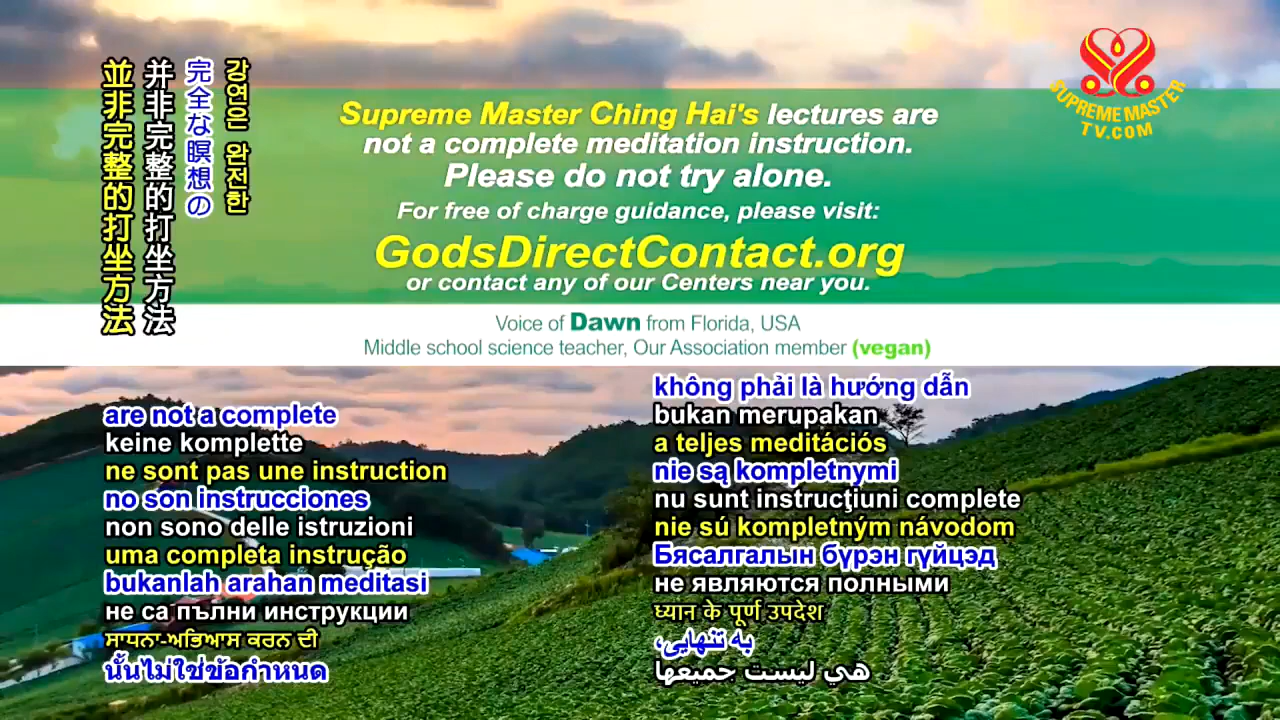 강연은 완전한
完全な瞑想の
并非完整的打坐方法
並非完整的打坐方法
SUPREME MASTER
TV.COM
Supreme Master Ching Hai's lectures are
not a complete meditation instruction.
Please do not try alone.
For free of charge guidance, please visit:
GodsDirectContact.org
or contact any of our Centers near you.
Voice of Dawn from Florida, USA
Middle school science teacher, Our Association member (vegan)
are not a complete
keine komplette
ne sont pas une instruction
no son instrucciones
non sono delle istruzioni
uma completa instrução
bukanlah arahan meditasi
не са пълни инструкции
ਸਾਧਨਾ-ਅਭਿਆਸ ਕਰਨ ਦੀ
นั้นไม่ใช่ข้อกำหนด
không phải là hướng dẫn
bukan merupakan
a teljes meditációs
nie są kompletnymi
nu sunt instrucţiuni complete
nie sú kompletným návodom
Бясалгалын бүрэн гүйцэд
не являются полными
ध्यान के पूर्ण उपदेश
به تنهایی،
هي ليست جميعها